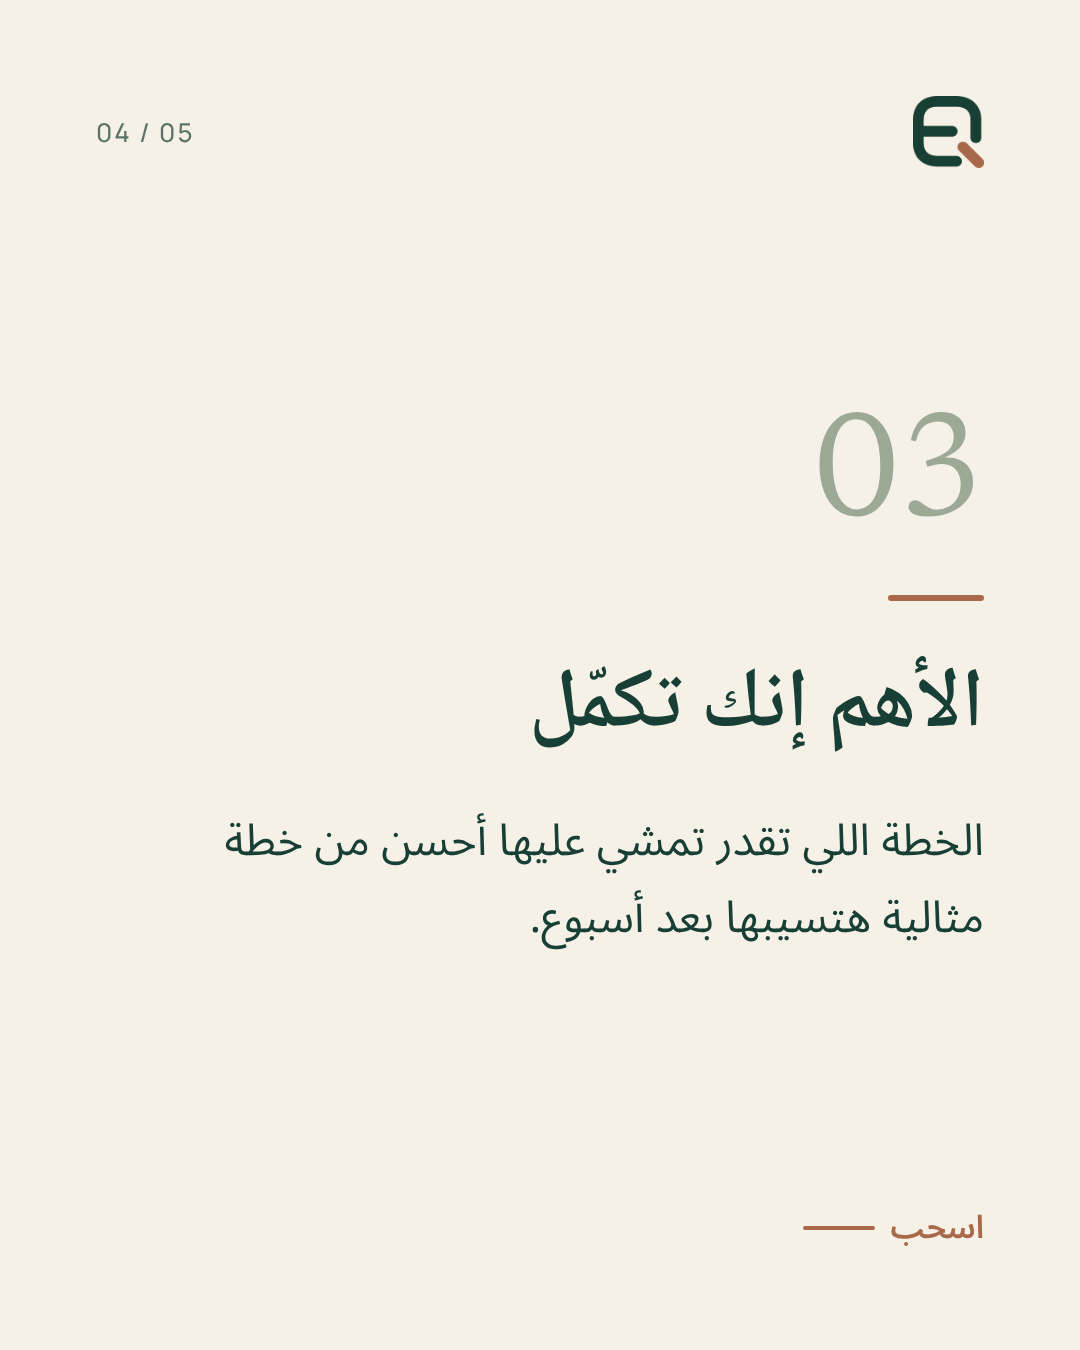 04 / 05
03
الأهم إنك تكمّل
الخطة اللي تقدر تمشي عليها أحسن من خطة
مثالية هتسيبها بعد أسبوع.
اسحب